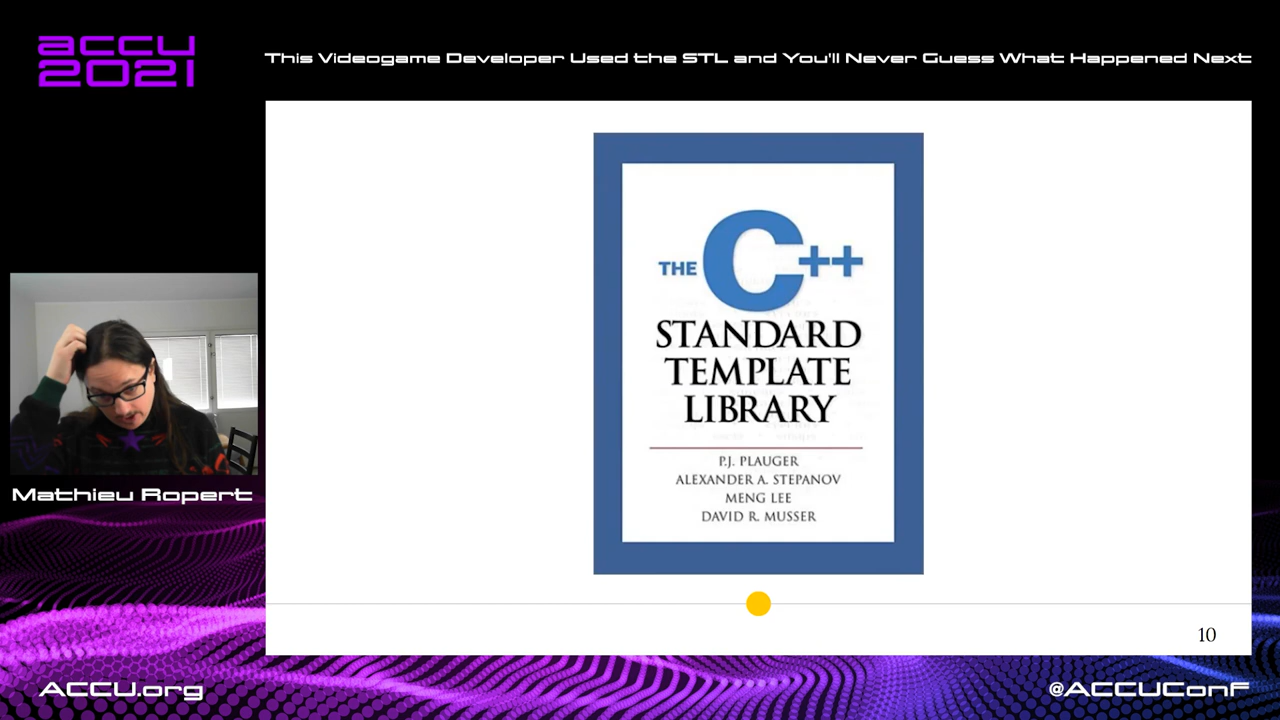 accu
2021
This Videogame Developer Used the STL and You'll Never Guess What Happened Next
THE C++
STANDARD
TEMPLATE
LIBRARY
P.J. PLAUGER
ALEXANDER A. STEPANOV
MENG LEE
DAVID R. MUSSER
Mathieu Ropert
10
ACCU.org
@ACCUConf